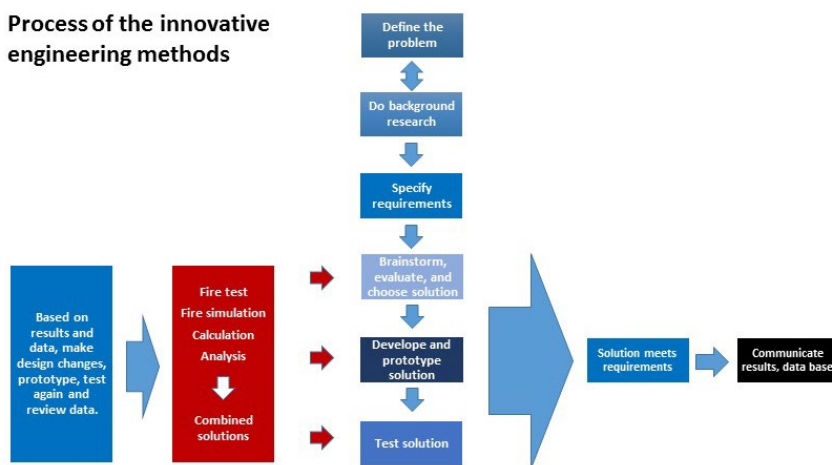 Process of the innovative
engineering methods
Define the
problem
Do background
research
Specify
requirements
Brainstorm,
evaluate, and
choose solution
Develope and
prototype
solution
Test solution
Based on
results and
data, make
design changes,
prototype, test
again and
review data.
Fire test
Fire simulation
Calculation
Analysis
Combined
solutions
Solution meets
requirements
Communicate
results, data base